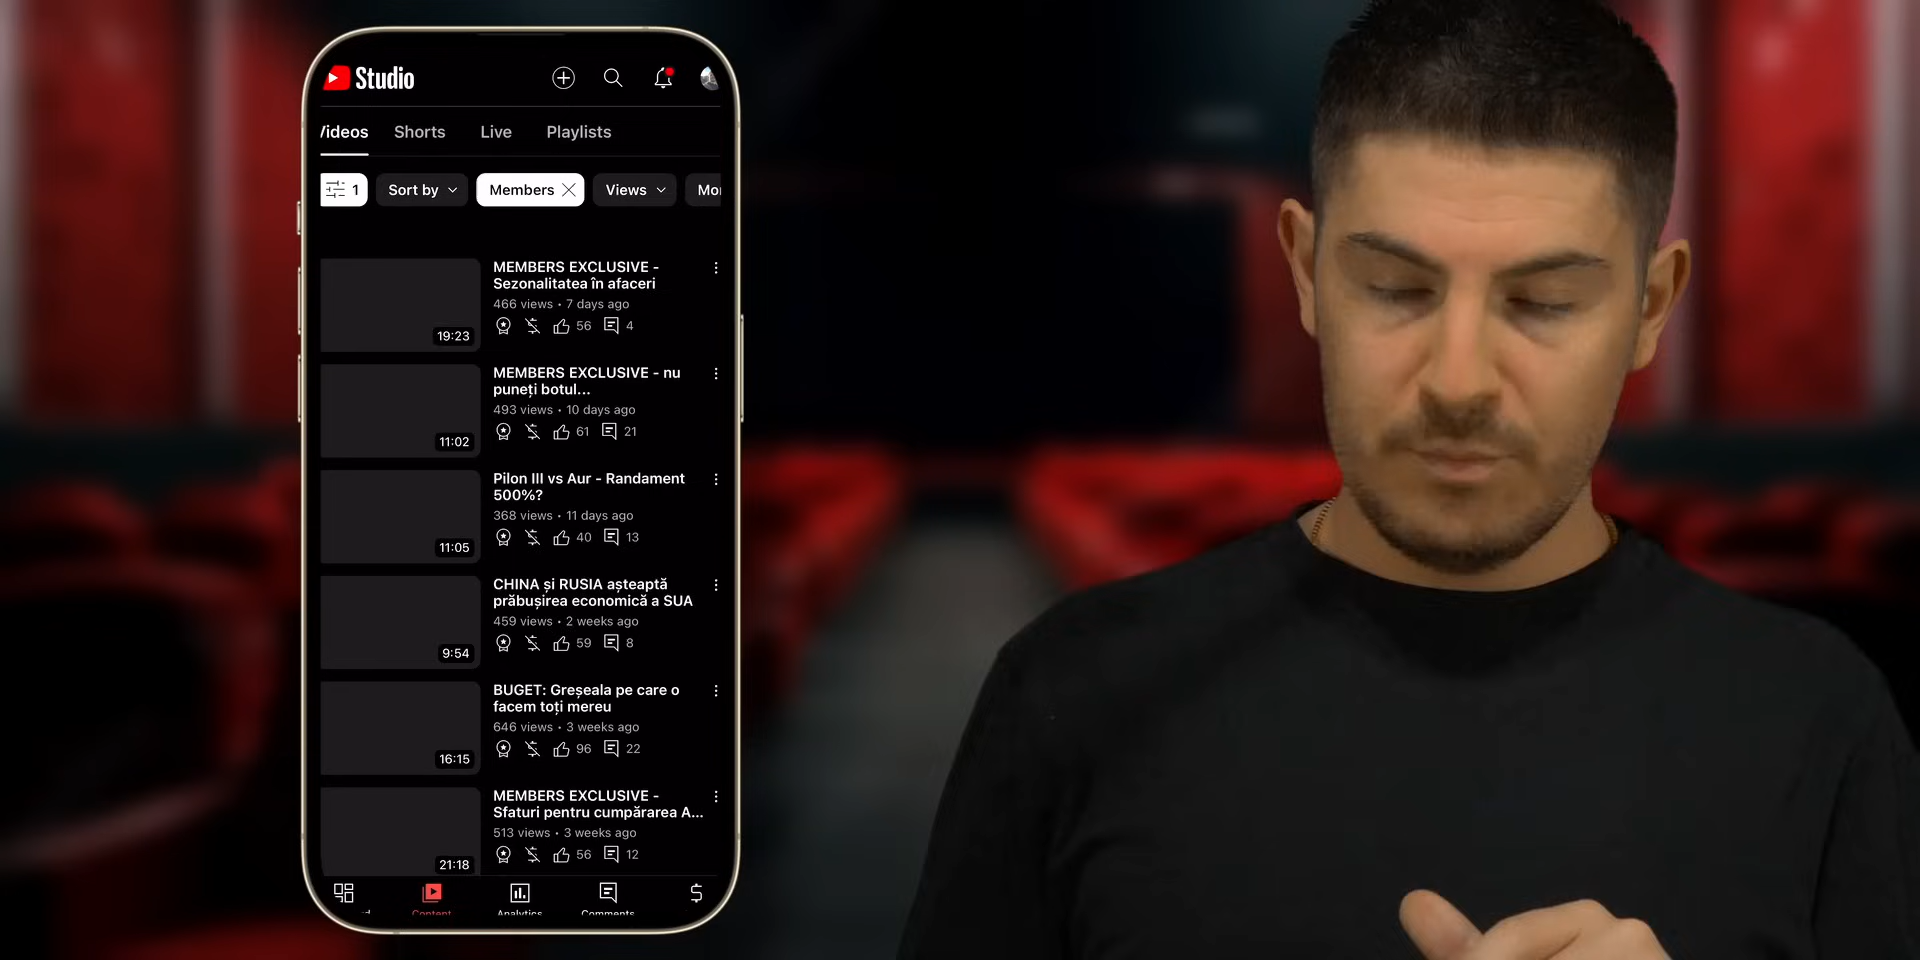 Studio
Videos Shorts Live Playlists
1 Sort by Members Views Mor
MEMBERS EXCLUSIVE -
Sezonalitatea în afaceri
466 views • 7 days ago
56 4
19:23
MEMBERS EXCLUSIVE - nu
puneți botul...
493 views • 10 days ago
61 21
11:02
Pilon III vs Aur - Randament
500%?
368 views • 11 days ago
40 13
11:05
CHINA și RUSIA așteaptă
prăbușirea economică a SUA
459 views • 2 weeks ago
59 8
9:54
BUGET: Greșeala pe care o
facem toți mereu
646 views • 3 weeks ago
96 22
16:15
MEMBERS EXCLUSIVE -
Sfaturi pentru cumpărarea A...
513 views • 3 weeks ago
56 12
21:18
Content Analytics Comments